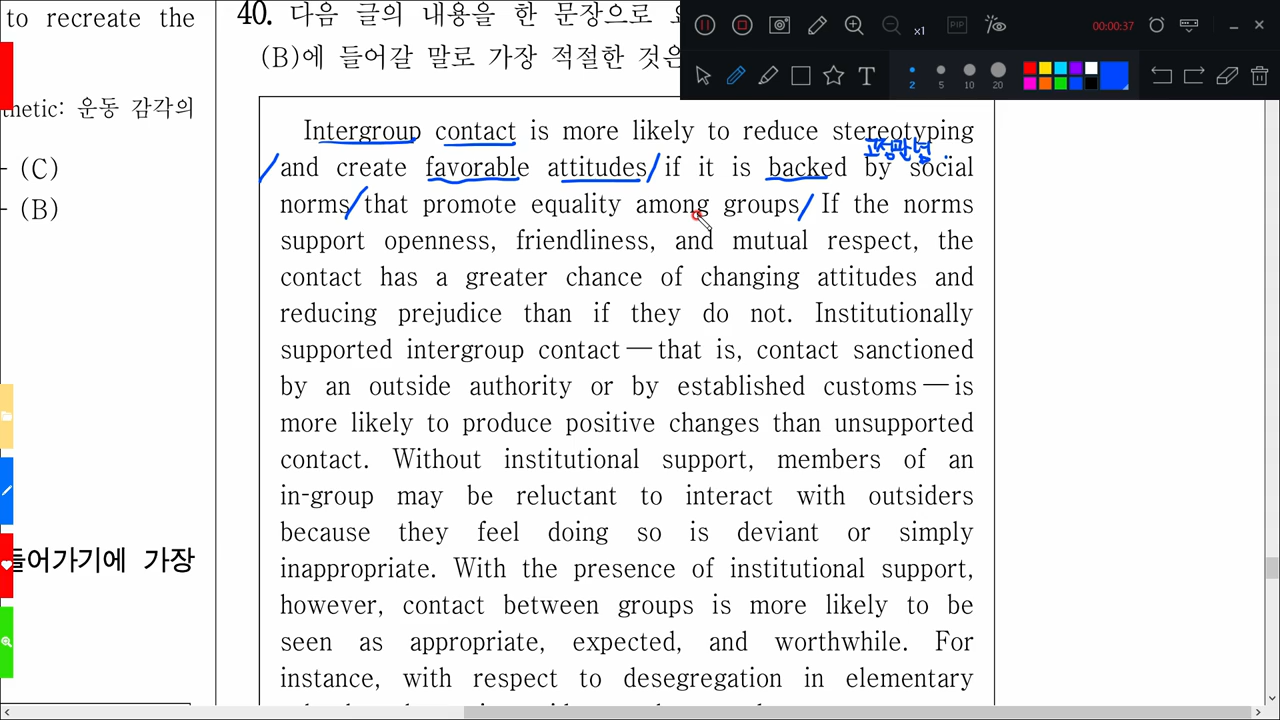 to recreate the
thetic: 운동 감각의
- (C)
- (B)
들어가기에 가장
40. 다음 글의 내용을 한 문장으로
(B)에 들어갈 말로 가장 적절한 것은
Intergroup contact is more likely to reduce stereotyping
고정관념
and create favorable attitudes if it is backed by social
norms that promote equality among groups. If the norms
support openness, friendliness, and mutual respect, the
contact has a greater chance of changing attitudes and
reducing prejudice than if they do not. Institutionally
supported intergroup contact — that is, contact sanctioned
by an outside authority or by established customs — is
more likely to produce positive changes than unsupported
contact. Without institutional support, members of an
in-group may be reluctant to interact with outsiders
because they feel doing so is deviant or simply
inappropriate. With the presence of institutional support,
however, contact between groups is more likely to be
seen as appropriate, expected, and worthwhile. For
instance, with respect to desegregation in elementary
x1
PIP
00:00:37
T
2
5
10
20